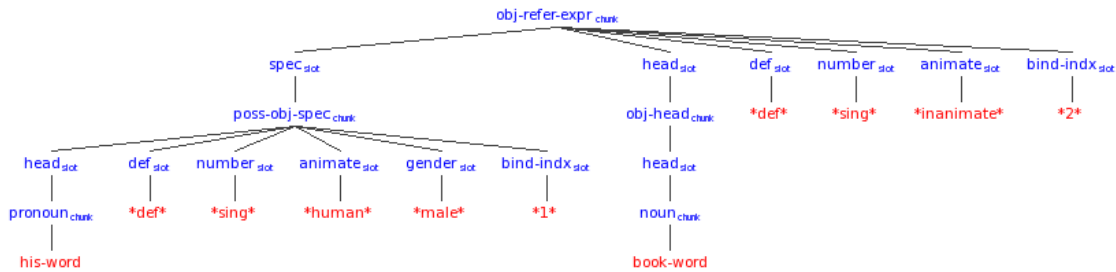 obj-refer-expr chunk
spec slot head slot def slot number slot animate slot bind-indx slot
poss-obj-spec chunk obj-head chunk *def* *sing* *inanimate* *2*
head slot def slot number slot animate slot gender slot bind-indx slot head slot
pronoun chunk *def* *sing* *human* *male* *1* noun chunk
his-word book-word